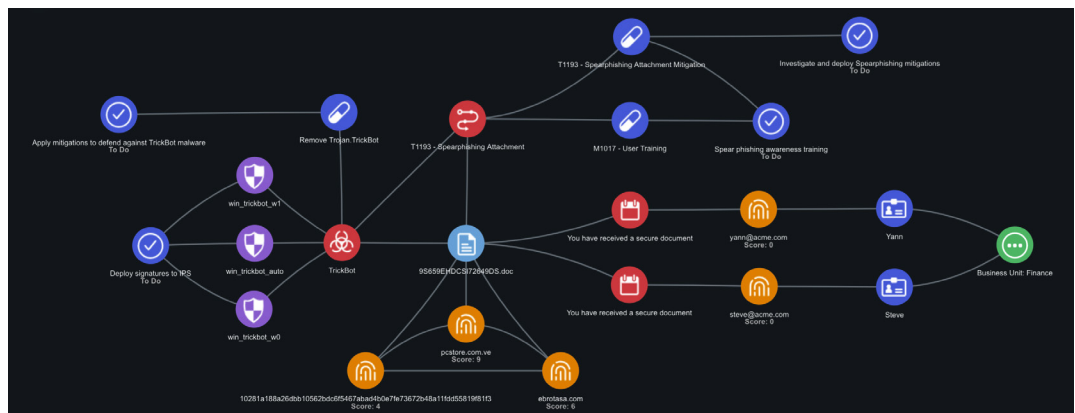 T1193 - Spearphishing Attachment Mitigation
Investigate and deploy Spearphishing mitigations
To Do
Apply mitigations to defend against TrickBot malware
To Do
Remove Trojan.TrickBot
T1193 - Spearphishing Attachment
M1017 - User Training
Spear phishing awareness training
To Do
win_trickbot_w1
You have received a secure document
yann@acme.com
Score: 0
Yann
Deploy signatures to IPS
To Do
win_trickbot_auto
TrickBot
9S659EHDCSI72649DS.doc
Business Unit: Finance
You have received a secure document
steve@acme.com
Score: 0
Steve
win_trickbot_w0
pcstore.com.ve
Score: 9
10281a188a26dbb10562bdc6f5467abad4b0e7fe73672b48a11fdd55819f81f3
Score: 4
ebrotasa.com
Score: 6